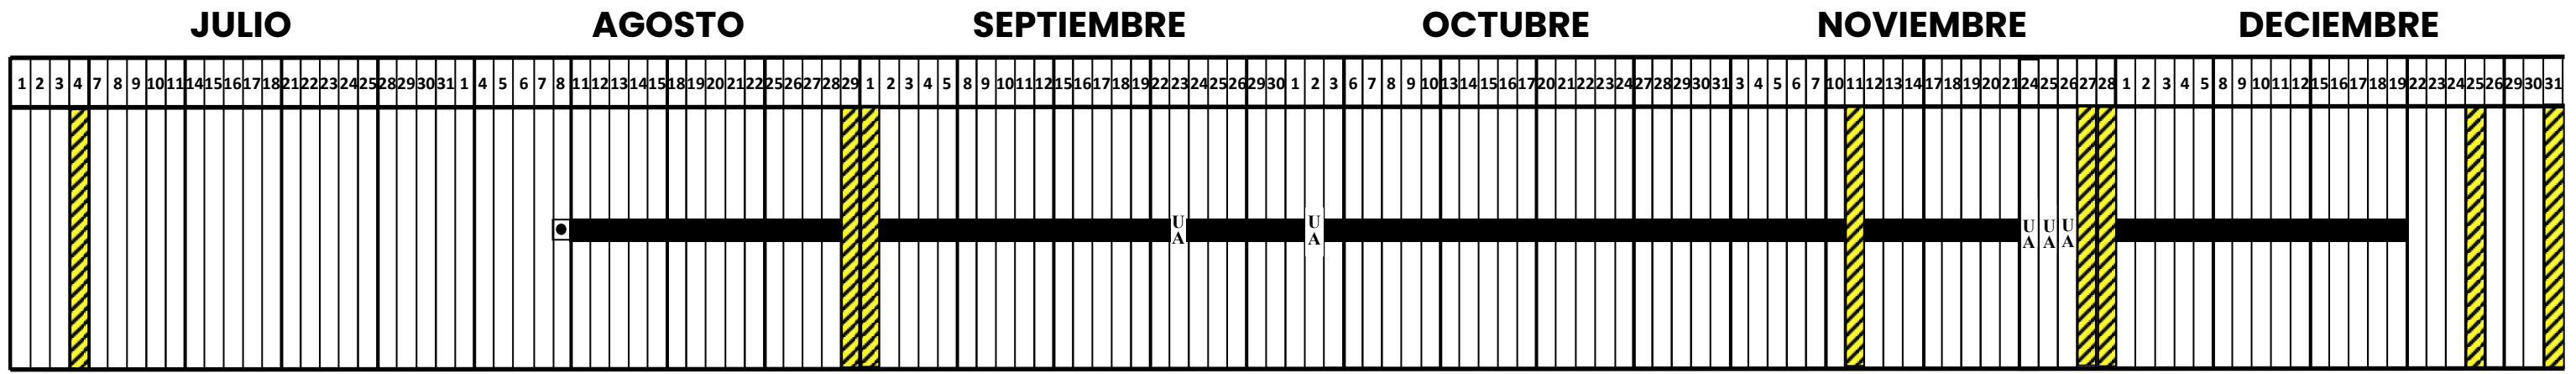 JULIO AGOSTO SEPTIEMBRE OCTUBRE NOVIEMBRE DECIEMBRE
1 2 3 4 7 8 9 10 11 14 15 16 17 18 21 22 23 24 25 28 29 30 31 1 4 5 6 7 8 11 12 13 14 15 18 19 20 21 22 25 26 27 28 29 1 2 3 4 5 8 9 10 11 12 15 16 17 18 19 22 23 24 25 26 29 30 1 2 3 6 7 8 9 10 13 14 15 16 17 20 21 22 23 24 27 28 29 30 31 3 4 5 6 7 10 11 12 13 14 17 18 19 20 21 24 25 26 27 28 1 2 3 4 5 8 9 10 11 12 15 16 17 18 19 22 23 24 25 26 29 30 31
U U U U U
A A A A A